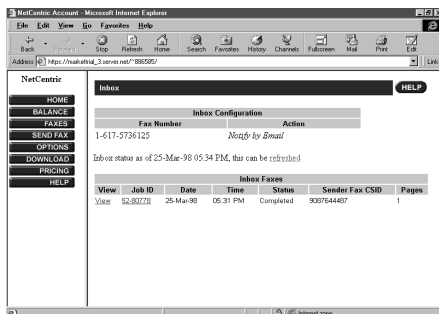 NetCentric Account - Microsoft Internet Explorer
File Edit View Go Favorites Help
Back Forward Stop Refresh Home Search Favorites History Channels Fullscreen Mail Print Edit
Address https://markettrial_3.server.net/~886585/ Link
NetCentric
HOME
BALANCE
FAXES
SEND FAX
OPTIONS
DOWNLOAD
PRICING
HELP
Inbox HELP
Inbox Configuration
Fax Number Action
1-617-5736125 Notify by Email
Inbox status as of 25-Mar-98 05:34 PM, this can be refreshed
Inbox Faxes
View Job ID Date Time Status Sender Fax CSID Pages
View 52-80778 25-Mar-98 05:31 PM Completed 9087644487 1
Internet zone